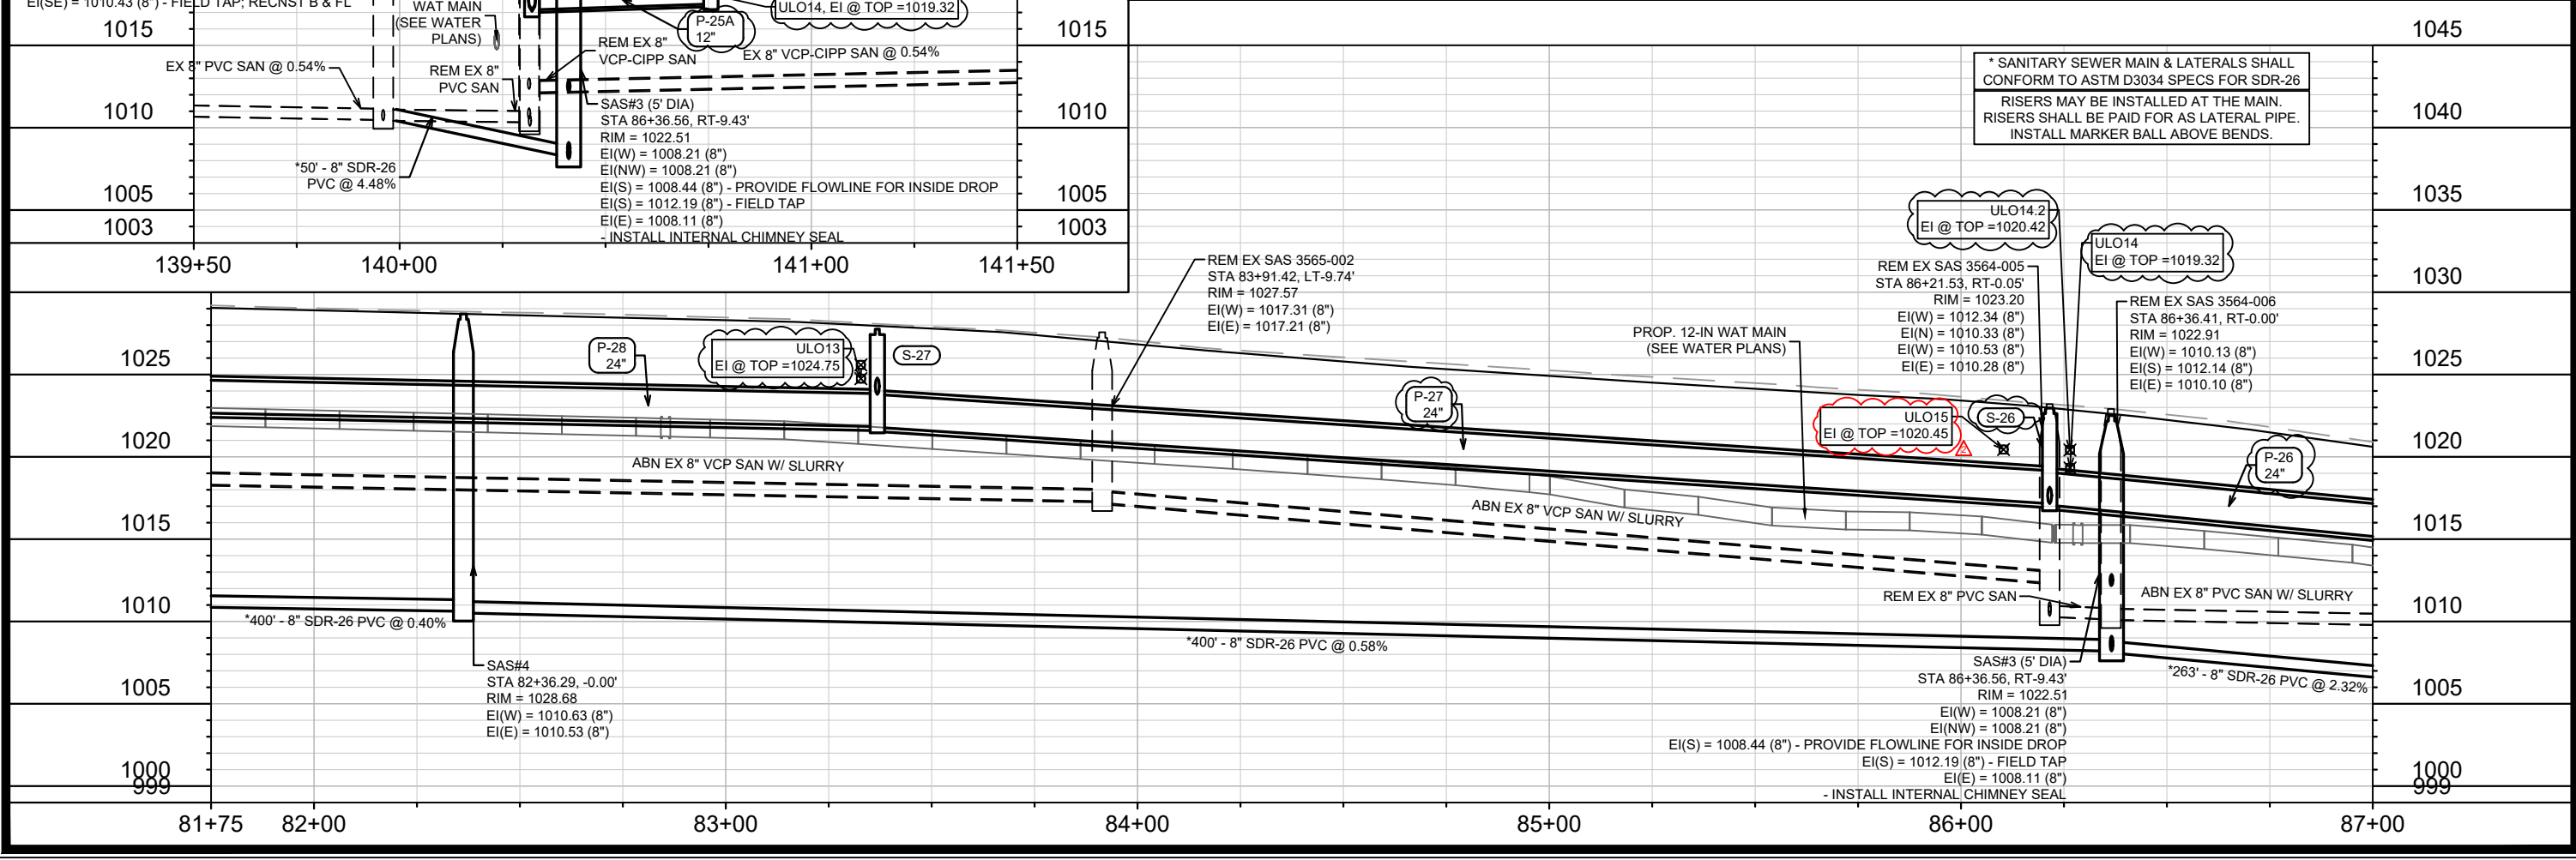 EI(SE) = 1010.43 (8") - FIELD TAP; RECNST B & FL
WAT MAIN
(SEE WATER
PLANS)
P-25A
12"
ULO14, EI @ TOP =1019.32
1015
1015
1045
REM EX 8"
VCP-CIPP SAN
EX 8" VCP-CIPP SAN @ 0.54%
EX 8" PVC SAN @ 0.54%
REM EX 8"
PVC SAN
* SANITARY SEWER MAIN & LATERALS SHALL
CONFORM TO ASTM D3034 SPECS FOR SDR-26
RISERS MAY BE INSTALLED AT THE MAIN.
RISERS SHALL BE PAID FOR AS LATERAL PIPE.
INSTALL MARKER BALL ABOVE BENDS.
1010
1010
1040
SAS#3 (5' DIA)
STA 86+36.56, RT-9.43'
RIM = 1022.51
EI(W) = 1008.21 (8")
EI(NW) = 1008.21 (8")
EI(S) = 1008.44 (8") - PROVIDE FLOWLINE FOR INSIDE DROP
EI(S) = 1012.19 (8") - FIELD TAP
EI(E) = 1008.11 (8")
- INSTALL INTERNAL CHIMNEY SEAL
*50' - 8" SDR-26
PVC @ 4.48%
1005
1005
1035
1003
1003
139+50
140+00
141+00
141+50
1030
ULO14.2
EI @ TOP =1020.42
ULO14
EI @ TOP =1019.32
REM EX SAS 3565-002
STA 83+91.42, LT-9.74'
RIM = 1027.57
EI(W) = 1017.31 (8")
EI(E) = 1017.21 (8")
REM EX SAS 3564-005
STA 86+21.53, RT-0.05'
RIM = 1023.20
EI(W) = 1012.34 (8")
EI(N) = 1010.33 (8")
EI(W) = 1010.53 (8")
EI(E) = 1010.28 (8")
REM EX SAS 3564-006
STA 86+36.41, RT-0.00'
RIM = 1022.91
EI(W) = 1010.13 (8")
EI(S) = 1012.14 (8")
EI(E) = 1010.10 (8")
PROP. 12-IN WAT MAIN
(SEE WATER PLANS)
1025
P-28
24"
ULO13
EI @ TOP =1024.75
S-27
1025
P-27
24"
ULO15
EI @ TOP =1020.45
S-26
1020
1020
P-26
24"
ABN EX 8" VCP SAN W/ SLURRY
ABN EX 8" VCP SAN W/ SLURRY
1015
1015
REM EX 8" PVC SAN
ABN EX 8" PVC SAN W/ SLURRY
1010
1010
*400' - 8" SDR-26 PVC @ 0.40%
*400' - 8" SDR-26 PVC @ 0.58%
*263' - 8" SDR-26 PVC @ 2.32%
1005
1005
SAS#4
STA 82+36.29, -0.00'
RIM = 1028.68
EI(W) = 1010.63 (8")
EI(E) = 1010.53 (8")
SAS#3 (5' DIA)
STA 86+36.56, RT-9.43'
RIM = 1022.51
EI(W) = 1008.21 (8")
EI(NW) = 1008.21 (8")
EI(S) = 1008.44 (8") - PROVIDE FLOWLINE FOR INSIDE DROP
EI(S) = 1012.19 (8") - FIELD TAP
EI(E) = 1008.11 (8")
- INSTALL INTERNAL CHIMNEY SEAL
1000
1000
999
999
81+75
82+00
83+00
84+00
85+00
86+00
87+00